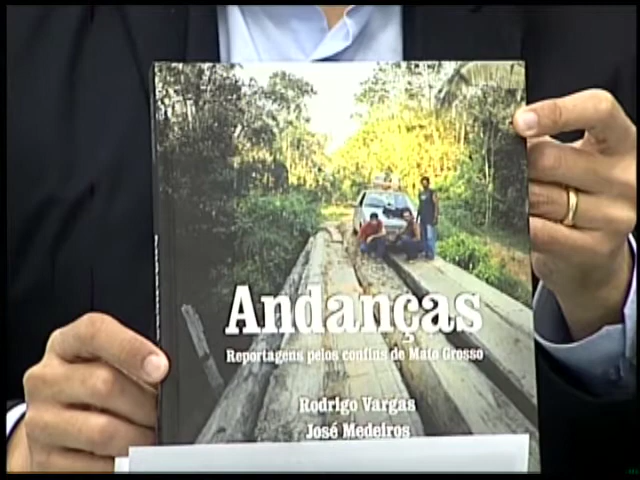 Andanças
Reportagens pelos confins de Mato Grosso
Rodrigo Vargas
José Medeiros